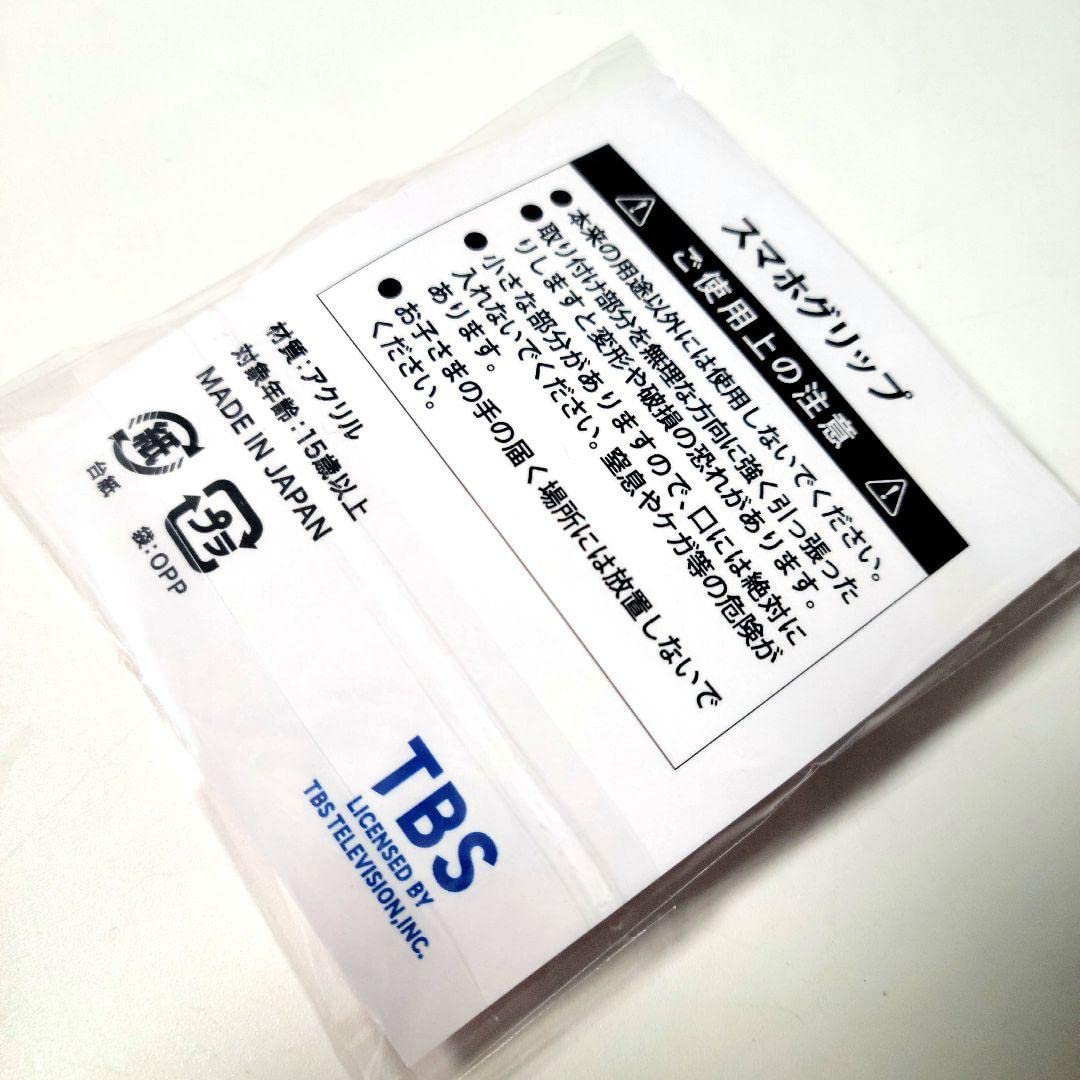 スマホグリップ
ご使用上の注意
●本来の用途以外には使用しないでください。
●取り付け部分を無理な方向に強く引っ張った
りしますと変形や破損の恐れがあります。
●小さな部分がありますので、口には絶対に
入れないでください。窒息やケガ等の危険が
あります。
●お子さまの手の届く場所には放置しないで
ください。
材質：アクリル
対象年齢：15歳以上
MADE IN JAPAN
紙
台紙
プラ
袋：OPP
TBS
LICENSED BY
TBS TELEVISION,INC.